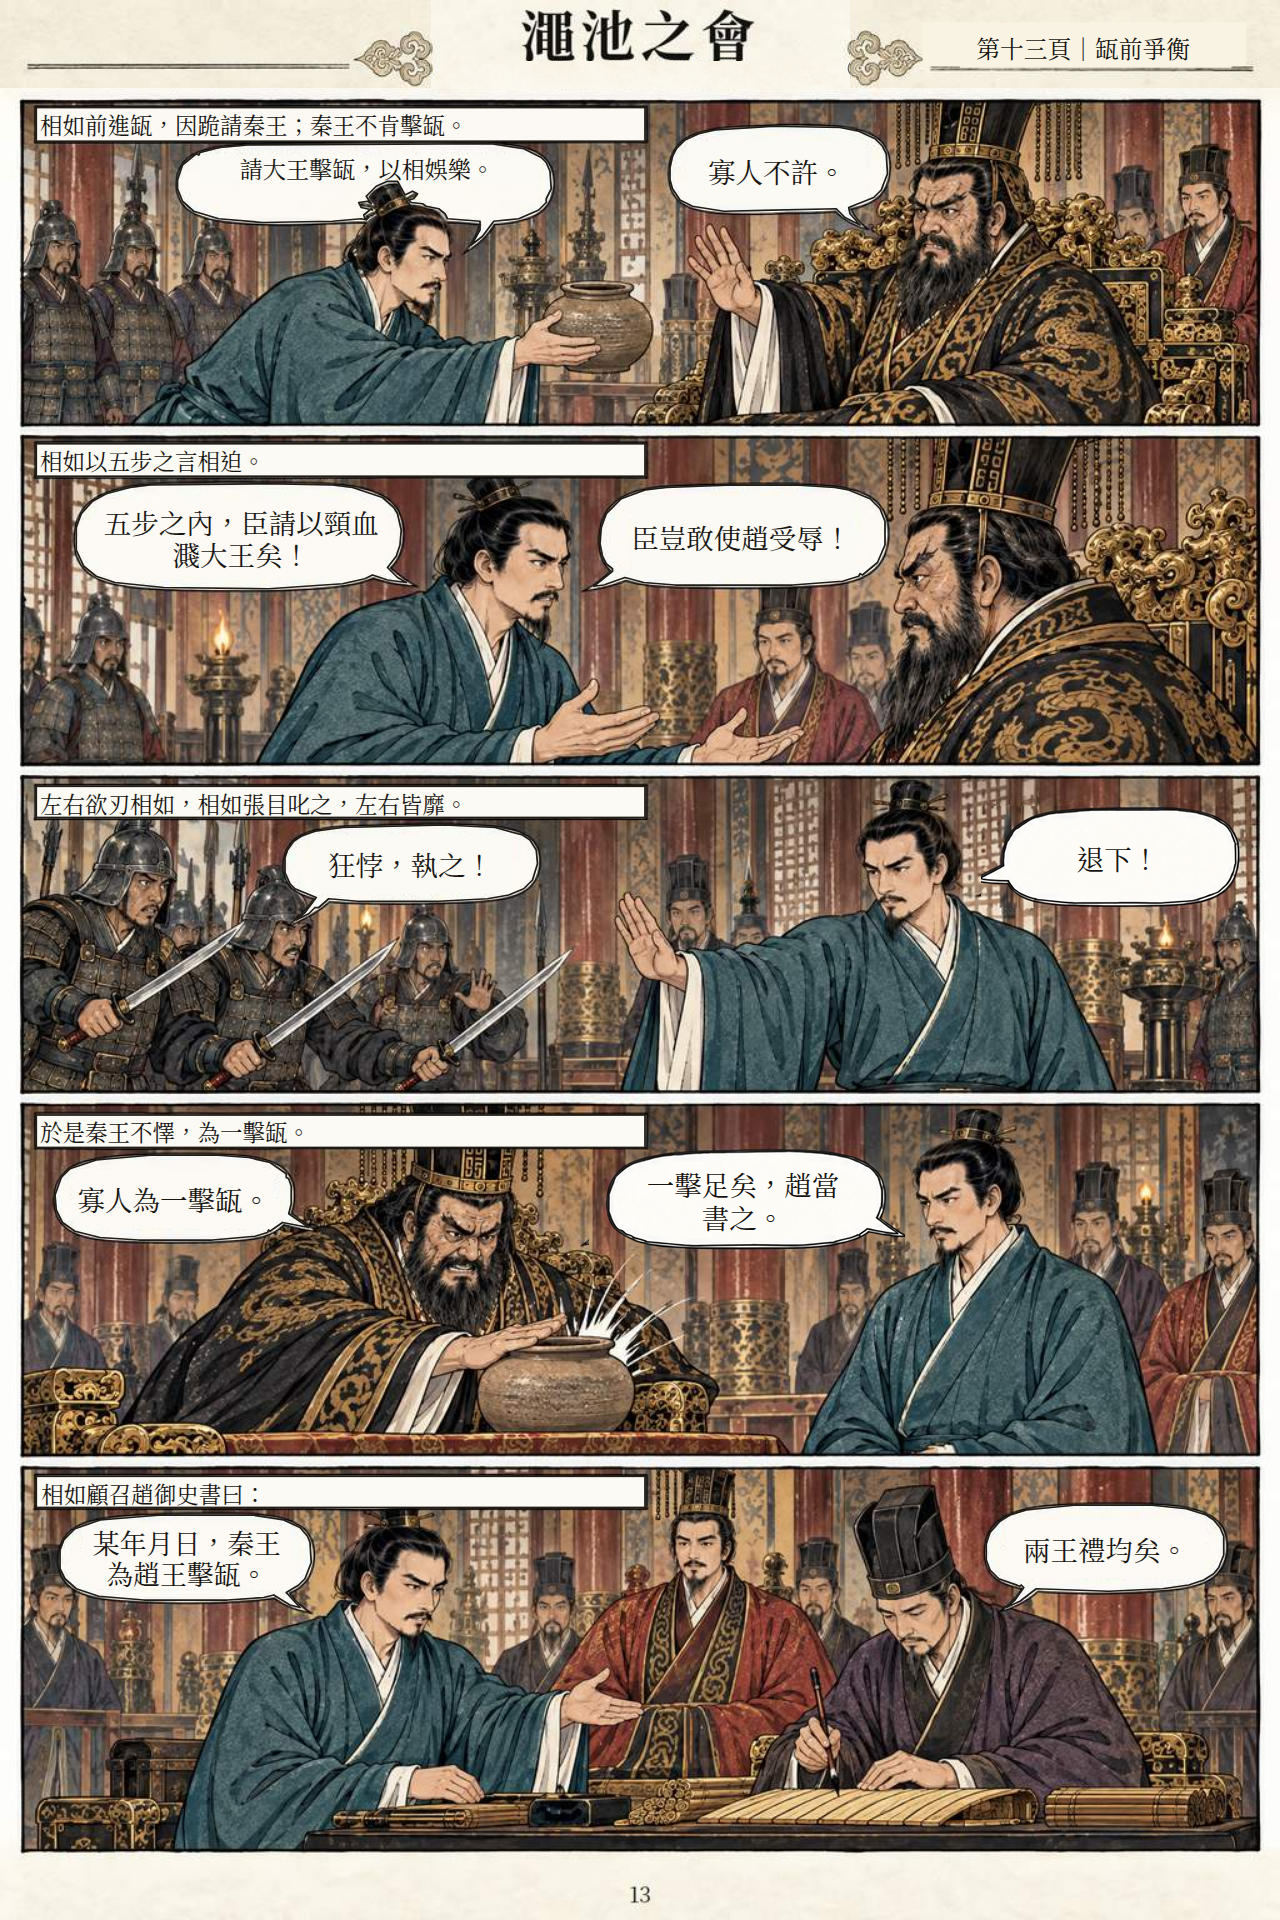 澠池之會
第十三頁｜缻前爭衡
相如前進缻，因跪請秦王；秦王不肯擊缻。
請大王擊缻，以相娛樂。
寡人不許。
相如以五步之言相迫。
五步之內，臣請以頸血
濺大王矣！
臣豈敢使趙受辱！
左右欲刃相如，相如張目叱之，左右皆靡。
狂悖，執之！
退下！
於是秦王不懌，為一擊缻。
寡人為一擊缻。
一擊足矣，趙當
書之。
相如顧召趙御史書曰：
某年月日，秦王
為趙王擊缻。
兩王禮均矣。
13